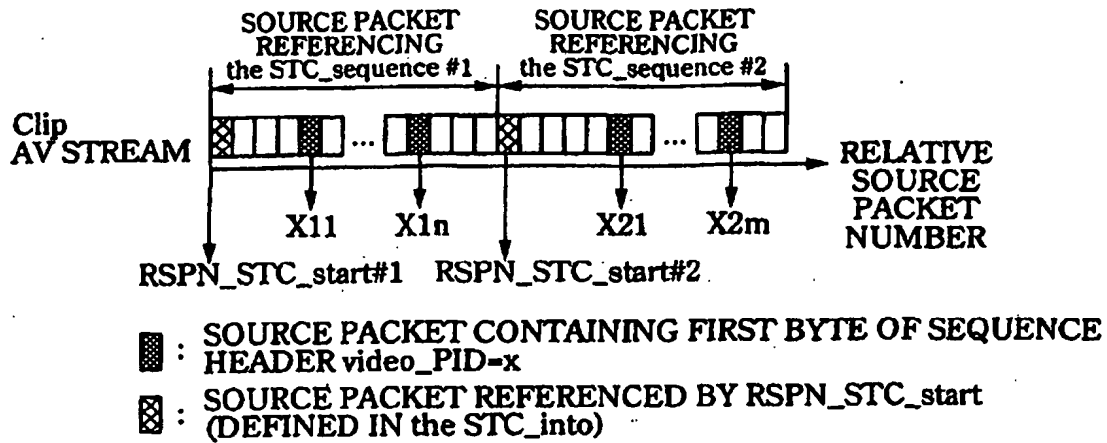 SOURCE PACKET
REFERENCING
the STC_sequence #1
SOURCE PACKET
REFERENCING
the STC_sequence #2
Clip
AV STREAM
...
...
RELATIVE
SOURCE
PACKET
NUMBER
X11
X1n
X21
X2m
RSPN_STC_start#1
RSPN_STC_start#2
: SOURCE PACKET CONTAINING FIRST BYTE OF SEQUENCE
HEADER video_PID=x
: SOURCE PACKET REFERENCED BY RSPN_STC_start
(DEFINED IN the STC_into)